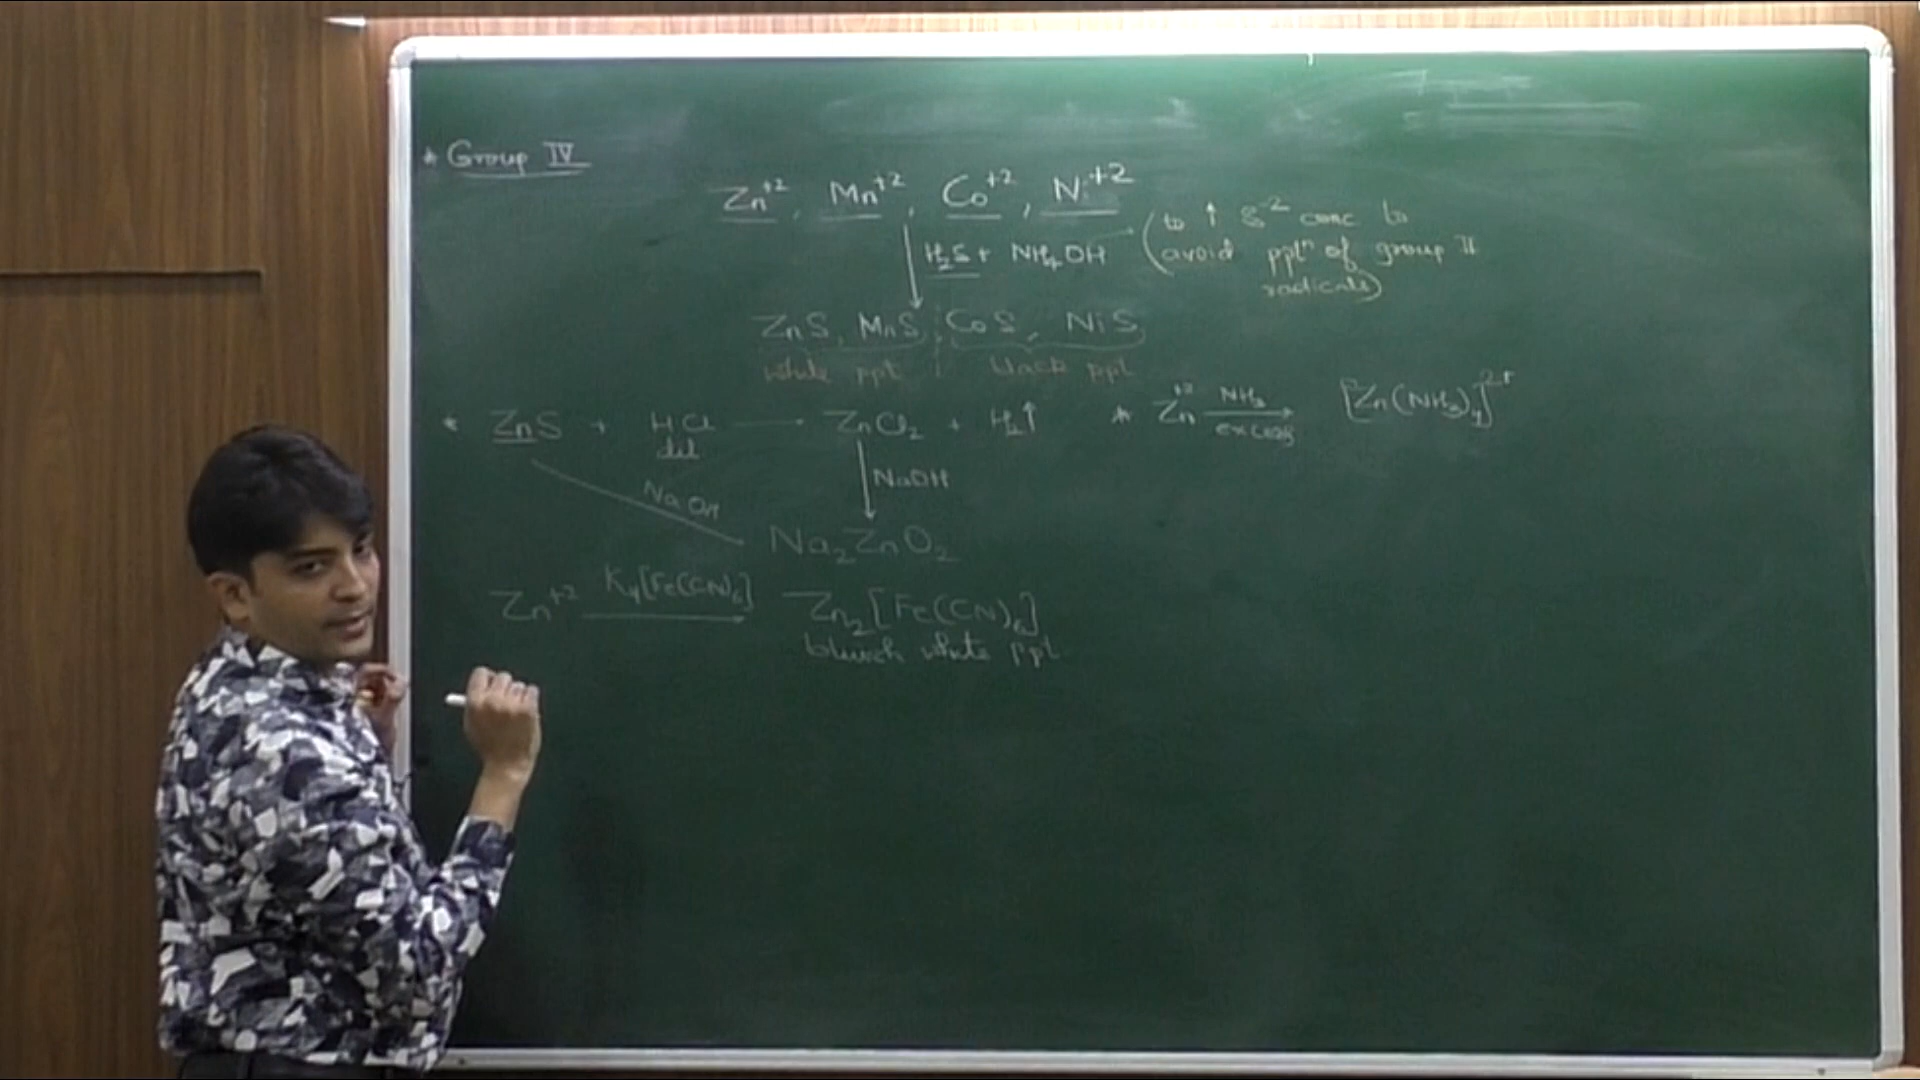 * Group IV
Zn+2, Mn+2, Co+2, Ni+2
H2S + NH4OH → (to ↑ S-2 conc to
avoid pptn of group II
radicals)
ZnS, MnS, CoS, NiS
white ppt black ppt
* ZnS + HCl → ZnCl2 + H2↑
dil
* Zn+2 NH3 excess → [Zn(NH3)4]2+
NaOH
NaOH
Na2ZnO2
Zn+2 K4[Fe(CN)6] → Zn2[Fe(CN)6]
bluish white ppt